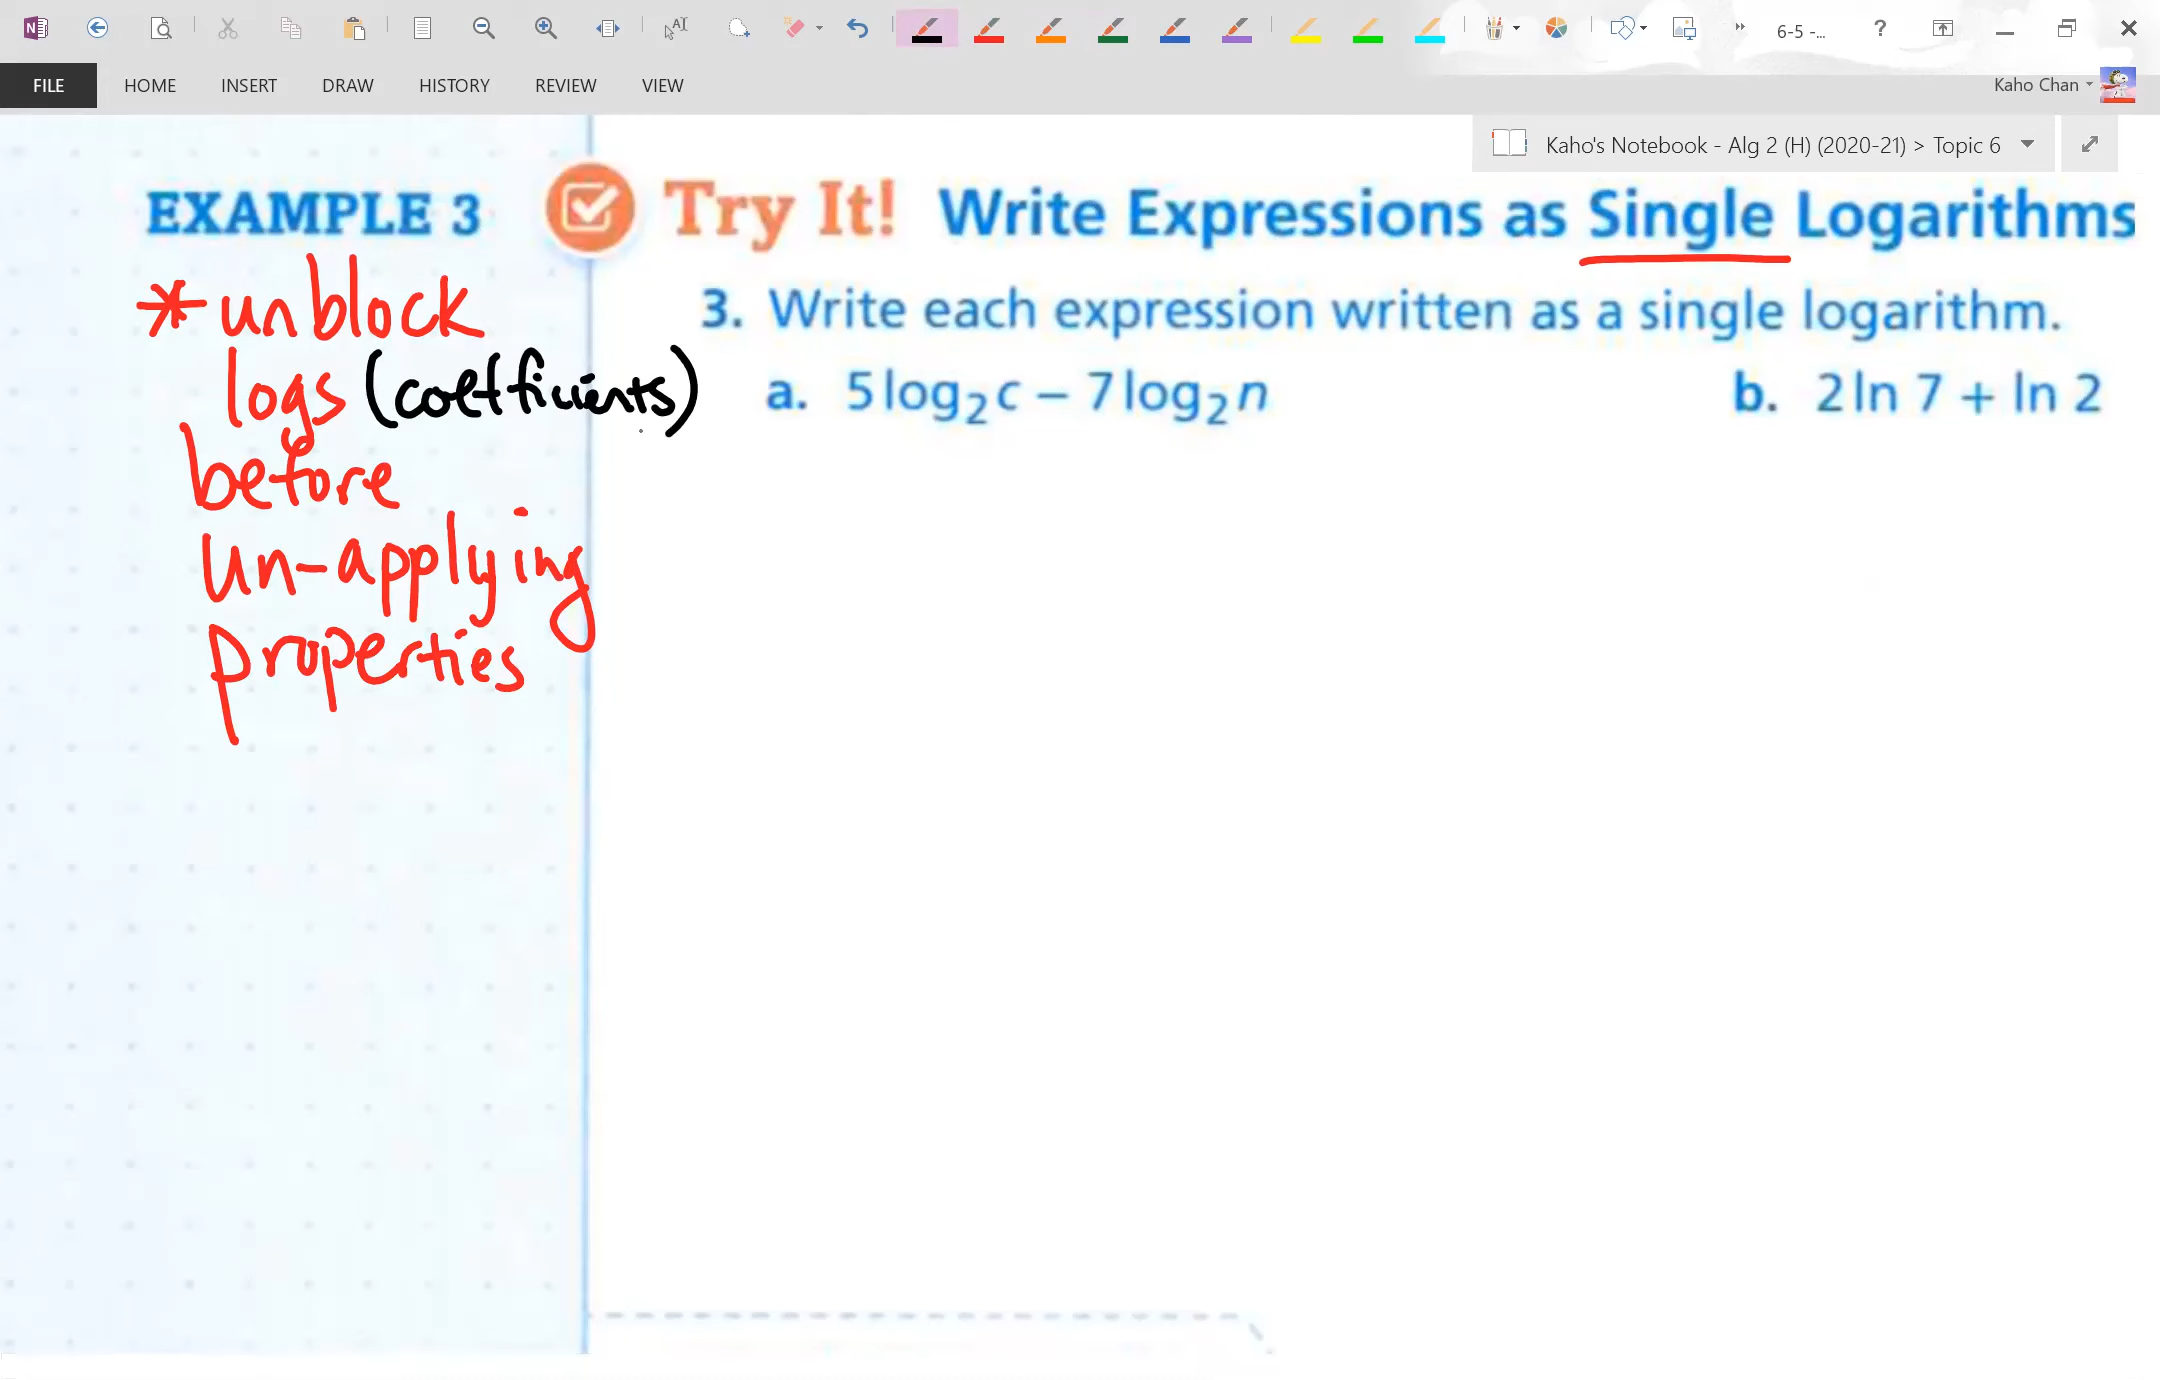 6-5 -...
FILE HOME INSERT DRAW HISTORY REVIEW VIEW Kaho Chan
Kaho's Notebook - Alg 2 (H) (2020-21) > Topic 6
EXAMPLE 3 Try It! Write Expressions as Single Logarithms
* unblock
logs (coefficients)
before
un-applying
properties
3. Write each expression written as a single logarithm.
a. 5 log₂ c − 7 log₂ n b. 2 ln 7 + ln 2